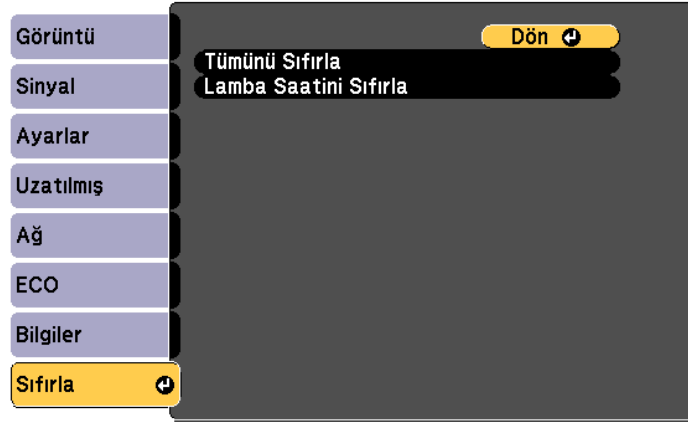 Görüntü
Sinyal
Ayarlar
Uzatılmış
Ağ
ECO
Bilgiler
Sıfırla
Dön
Tümünü Sıfırla
Lamba Saatini Sıfırla